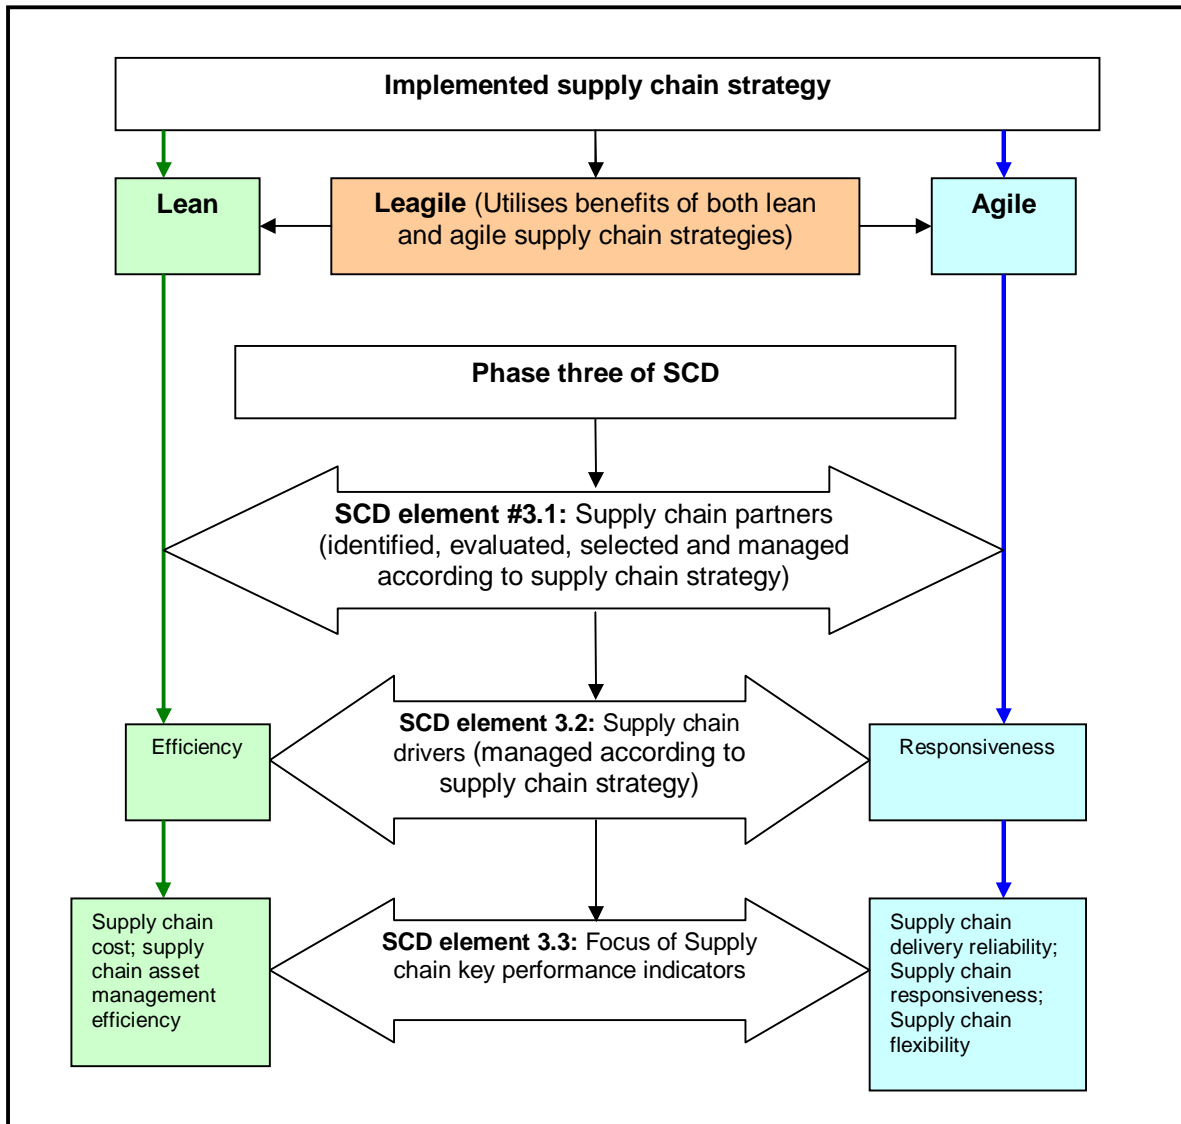 Implemented supply chain strategy
Lean
Leagile (Utilises benefits of both lean
and agile supply chain strategies)
Agile
Phase three of SCD
SCD element #3.1: Supply chain partners
(identified, evaluated, selected and managed
according to supply chain strategy)
Efficiency
SCD element 3.2: Supply chain
drivers (managed according to
supply chain strategy)
Responsiveness
Supply chain
cost; supply
chain asset
management
efficiency
SCD element 3.3: Focus of Supply
chain key performance indicators
Supply chain
delivery reliability;
Supply chain
responsiveness;
Supply chain
flexibility